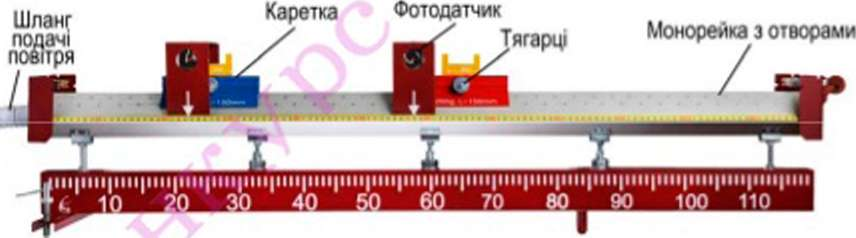 Шланг
подачі
повітря
Каретка
Фотодатчик
Тягарці
Монорейка з отворами
10 20 30 40 50 60 70 80 90 100 110